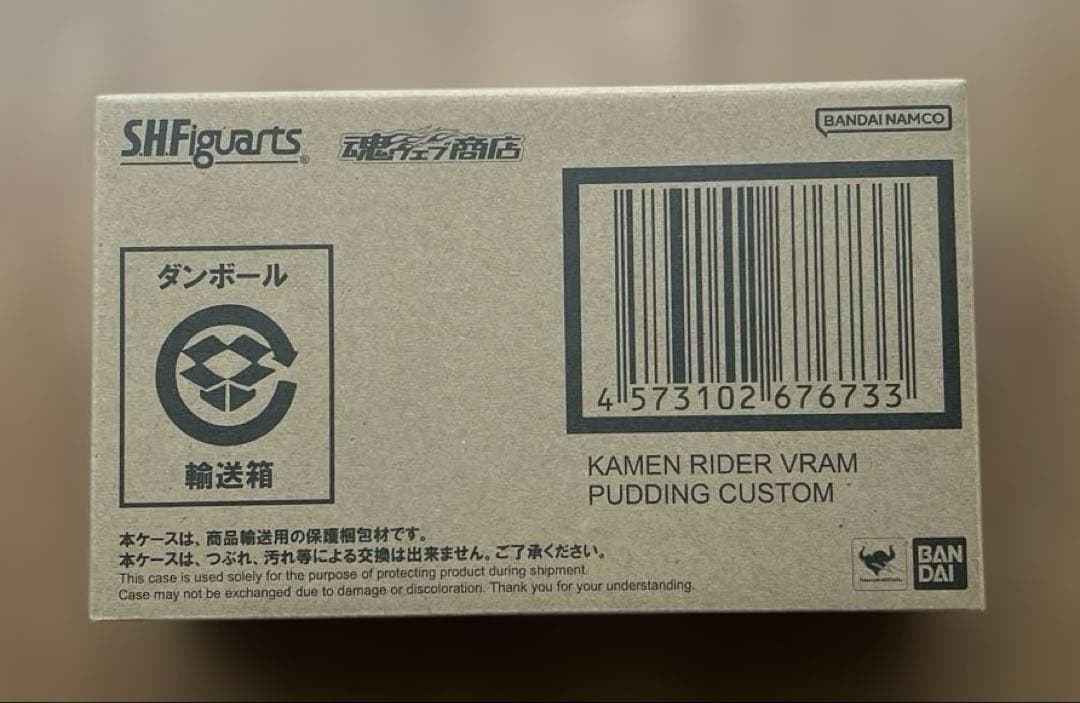 S.H.Figuarts®
魂ウェブ商店
BANDAI NAMCO
ダンボール
輸送箱
4 573102 676733
KAMEN RIDER VRAM
PUDDING CUSTOM
本ケースは、商品輸送用の保護梱包材です。
本ケースは、つぶれ、汚れ等による交換は出来ません。ご了承ください。
This case is used solely for the purpose of protecting product during shipment.
Case may not be exchanged due to damage or discoloration. Thank you for your understanding.
BAN
DAI